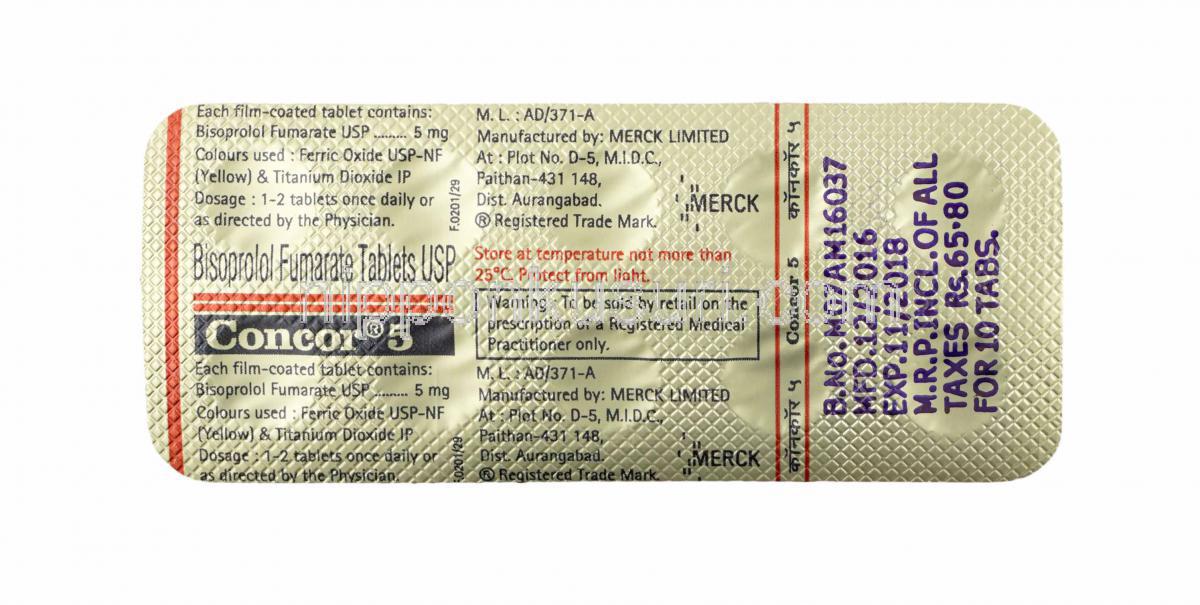 Each film-coated tablet contains:
Bisoprolol Fumarate USP ......... 5 mg
Colours used : Ferric Oxide USP-NF
(Yellow) & Titanium Dioxide IP
Dosage : 1-2 tablets once daily or
as directed by the Physician.
F.0201/29
Bisoprolol Fumarate Tablets USP
Concor® 5
Each film-coated tablet contains:
Bisoprolol Fumarate USP ......... 5 mg
Colours used : Ferric Oxide USP-NF
(Yellow) & Titanium Dioxide IP
Dosage : 1-2 tablets once daily or
as directed by the Physician.
F.0201/29
M. L. : AD/371-A
Manufactured by: MERCK LIMITED
At : Plot No. D-5, M.I.D.C.,
Paithan-431 148,
Dist. Aurangabad.
® Registered Trade Mark.
MERCK
Store at temperature not more than
25°C. Protect from light.
Warning : To be sold by retail on the
prescription of a Registered Medical
Practitioner only.
M. L. : AD/371-A
Manufactured by: MERCK LIMITED
At : Plot No. D-5, M.I.D.C.,
Paithan-431 148,
Dist. Aurangabad.
® Registered Trade Mark.
MERCK
कॉनकॉर ५
Concor 5
कॉनकॉर ५
B.No.M07AM16037
MFD.12/2016
EXP.11/2018
M.R.P.INCL.OF ALL
TAXES Rs.65·80
FOR 10 TABS.
nipponkusuri.com